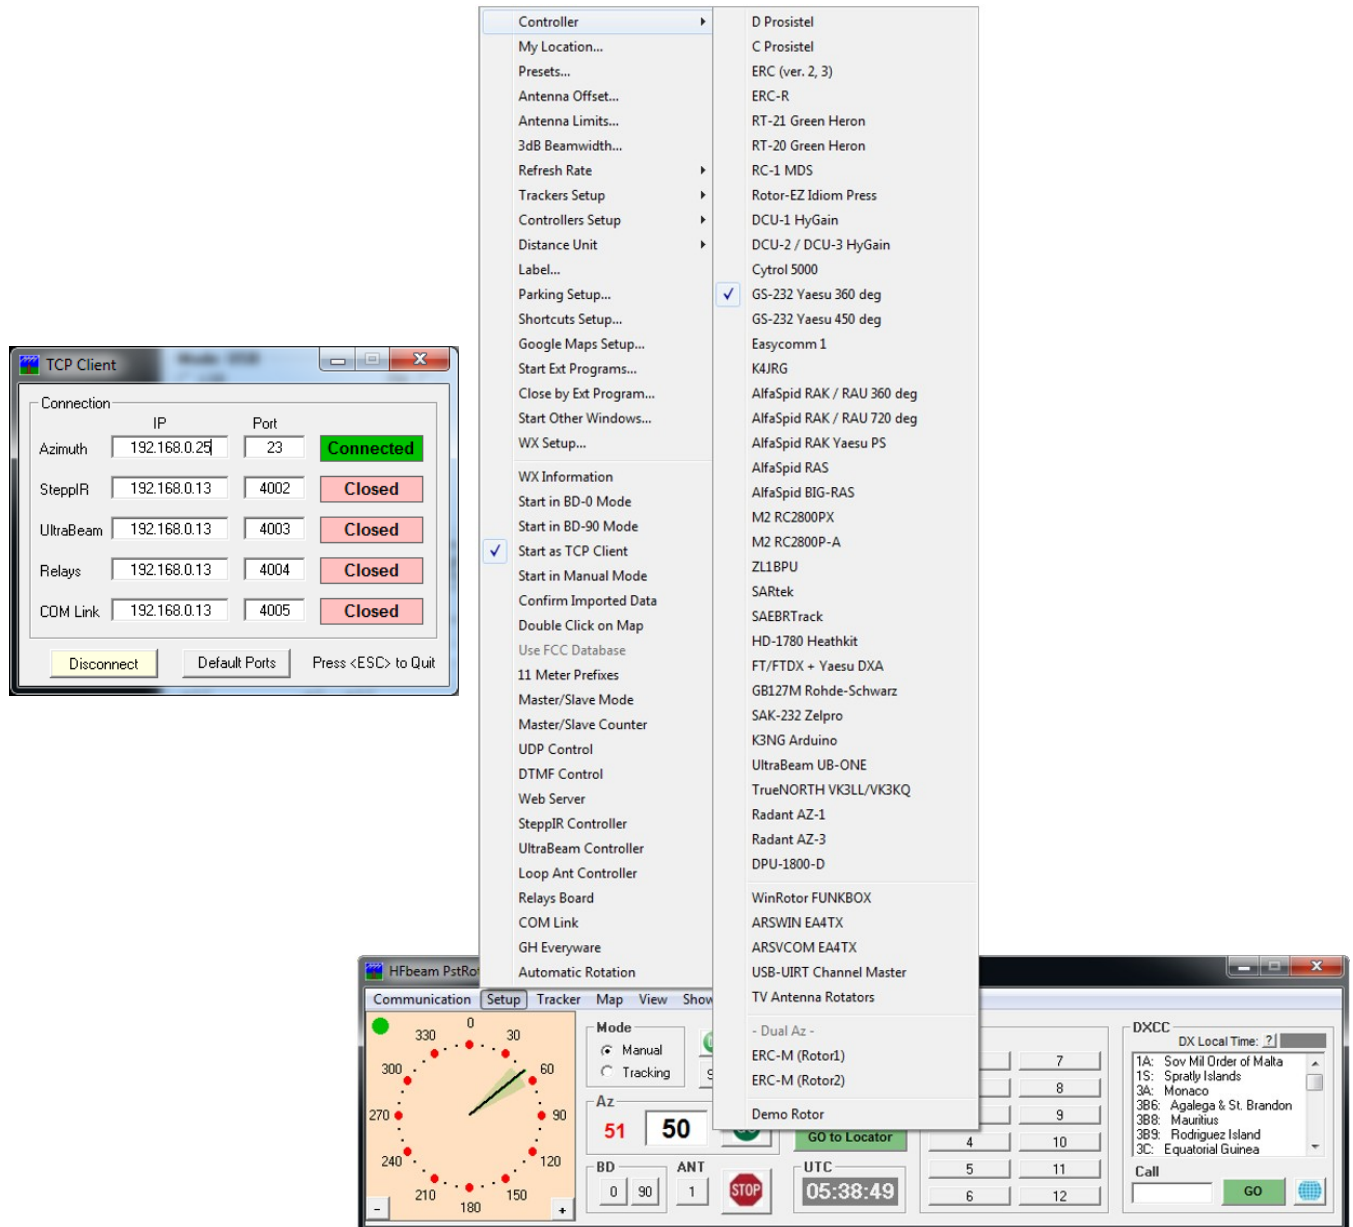 Controller
My Location...
Presets...
Antenna Offset...
Antenna Limits...
3dB Beamwidth...
Refresh Rate
Trackers Setup
Controllers Setup
Distance Unit
Label...
Parking Setup...
Shortcuts Setup...
Google Maps Setup...
Start Ext Programs...
Close by Ext Program...
Start Other Windows...
WX Setup...
WX Information
Start in BD-0 Mode
Start in BD-90 Mode
Start as TCP Client
Start in Manual Mode
Confirm Imported Data
Double Click on Map
Use FCC Database
11 Meter Prefixes
Master/Slave Mode
Master/Slave Counter
UDP Control
DTMF Control
Web Server
SteppIR Controller
UltraBeam Controller
Loop Ant Controller
Relays Board
COM Link
GH Everyware
Automatic Rotation
D Prosistel
C Prosistel
ERC (ver. 2, 3)
ERC-R
RT-21 Green Heron
RT-20 Green Heron
RC-1 MDS
Rotor-EZ Idiom Press
DCU-1 HyGain
DCU-2 / DCU-3 HyGain
Cytrol 5000
GS-232 Yaesu 360 deg
GS-232 Yaesu 450 deg
Easycomm 1
K4JRG
AlfaSpid RAK / RAU 360 deg
AlfaSpid RAK / RAU 720 deg
AlfaSpid RAK Yaesu PS
AlfaSpid RAS
AlfaSpid BIG-RAS
M2 RC2800PX
M2 RC2800P-A
ZL1BPU
SARtek
SAEBRTrack
HD-1780 Heathkit
FT/FTDX + Yaesu DXA
GB127M Rohde-Schwarz
SAK-232 Zelpro
K3NG Arduino
UltraBeam UB-ONE
TrueNORTH VK3LL/VK3KQ
Radant AZ-1
Radant AZ-3
DPU-1800-D
WinRotor FUNKBOX
ARSWIN EA4TX
ARSVCOM EA4TX
USB-UIRT Channel Master
TV Antenna Rotators
- Dual Az -
ERC-M (Rotor1)
ERC-M (Rotor2)
Demo Rotor
TCP Client
Connection
IP Port
Azimuth 192.168.0.25 23 Connected
SteppIR 192.168.0.13 4002 Closed
UltraBeam 192.168.0.13 4003 Closed
Relays 192.168.0.13 4004 Closed
COM Link 192.168.0.13 4005 Closed
Disconnect Default Ports Press <ESC> to Quit
HFbeam PstRo
Communication Setup Tracker Map View Show
0
330 30
300 60
270 90
240 120
210 150
180
- +
Mode
Manual
Tracking
Az
51 50
GO to Locator
BD ANT
0 90 1 STOP
UTC
05:38:49
7
8
9
4 10
5 11
6 12
DXCC
DX Local Time: ?
1A: Sov Mil Order of Malta
1S: Spratly Islands
3A: Monaco
3B6: Agalega & St. Brandon
3B8: Mauritius
3B9: Rodriguez Island
3C: Equatorial Guinea
Call
GO